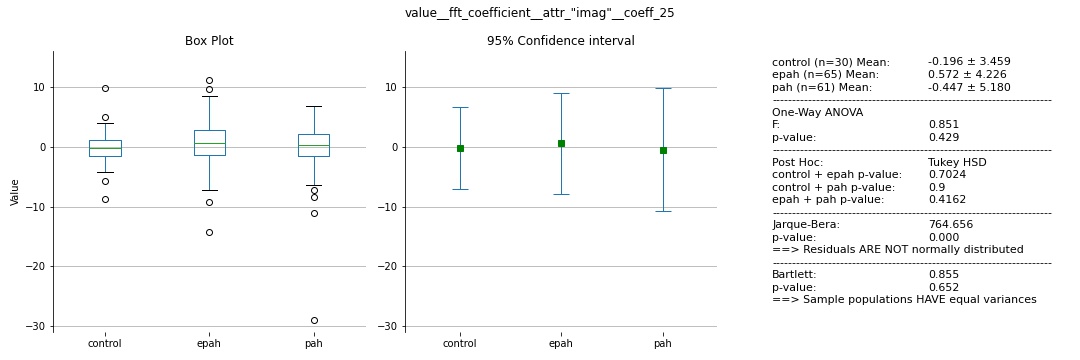 value__fft_coefficient__attr_"imag"__coeff_25
Box Plot
95% Confidence interval
Value
10
0
−10
−20
−30
control
epah
pah
10
0
−10
−20
−30
control
epah
pah
control (n=30) Mean: -0.196 ± 3.459
epah (n=65) Mean: 0.572 ± 4.226
pah (n=61) Mean: -0.447 ± 5.180
One-Way ANOVA
F: 0.851
p-value: 0.429
Post Hoc: Tukey HSD
control + epah p-value: 0.7024
control + pah p-value: 0.9
epah + pah p-value: 0.4162
Jarque-Bera: 764.656
p-value: 0.000
==> Residuals ARE NOT normally distributed
Bartlett: 0.855
p-value: 0.652
==> Sample populations HAVE equal variances